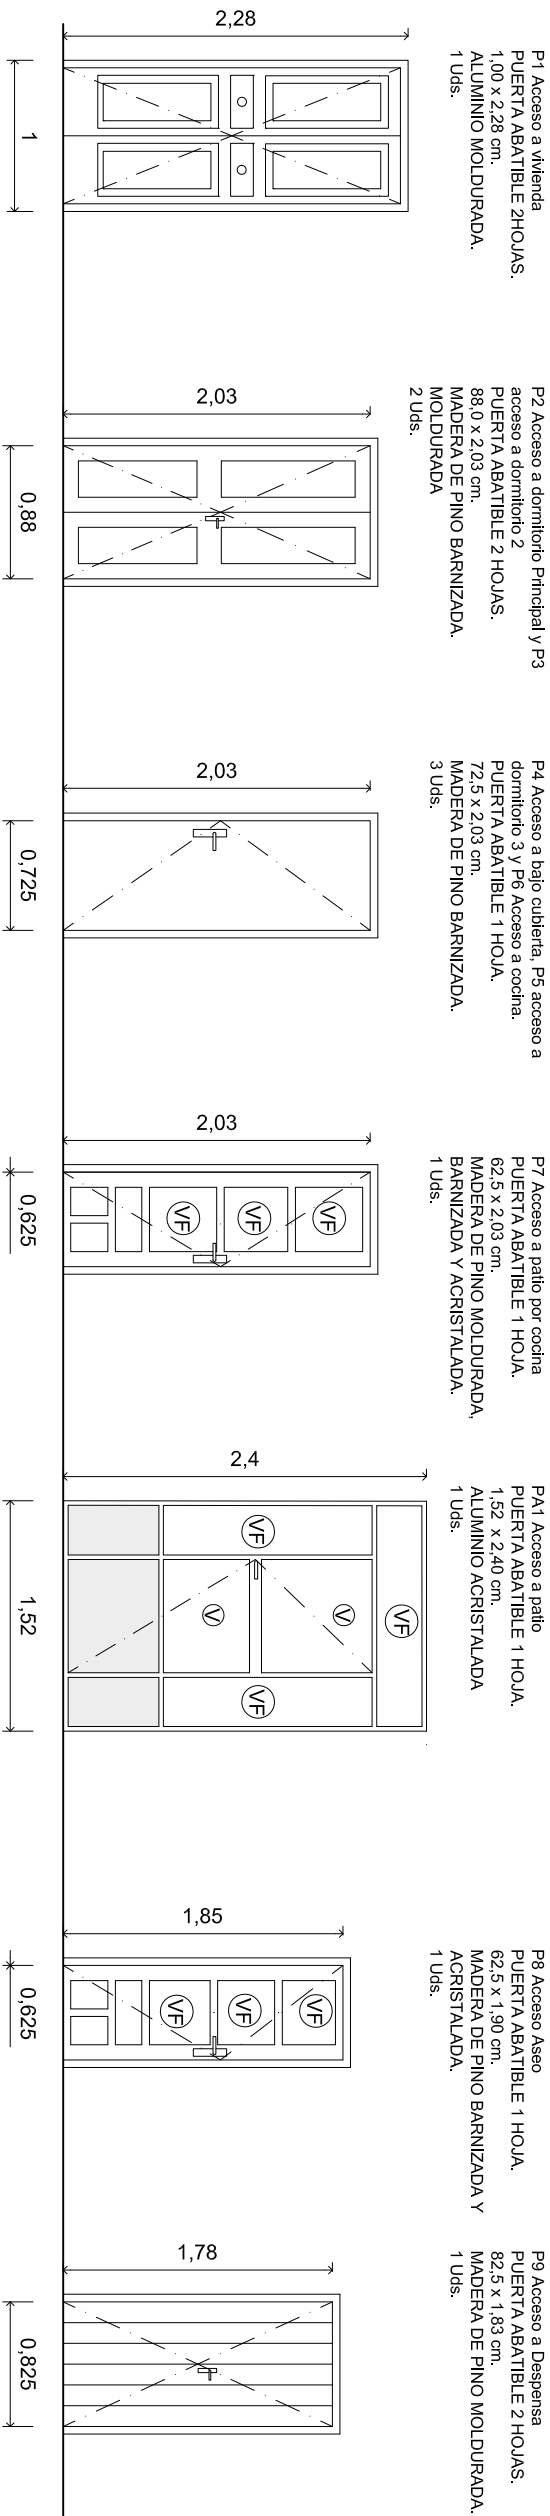 P1 Acceso a vivienda
PUERTA ABATIBLE 2HOJAS.
1,00 x 2,28 cm.
ALUMINIO MOLDURADA.
1 Uds.
2,28
1
P2 Acceso a dormitorio Principal y P3
acceso a dormitorio 2
PUERTA ABATIBLE 2 HOJAS.
88,0 x 2,03 cm.
MADERA DE PINO BARNIZADA.
MOLDURADA
2 Uds.
2,03
0,88
P4 Acceso a bajo cubierta, P5 acceso a
dormitorio 3 y P6 Acceso a cocina.
PUERTA ABATIBLE 1 HOJA.
72,5 x 2,03 cm.
MADERA DE PINO BARNIZADA.
3 Uds.
2,03
0,725
P7 Acceso a patio por cocina
PUERTA ABATIBLE 1 HOJA.
62,5 x 2,03 cm.
MADERA DE PINO MOLDURADA,
BARNIZADA Y ACRISTALADA.
1 Uds.
2,03
VF
VF
VF
0,625
PA1 Acceso a patio
PUERTA ABATIBLE 1 HOJA.
1,52 x 2,40 cm.
ALUMINIO ACRISTALADA
1 Uds.
2,4
VF
VF
V
V
VF
1,52
P8 Acceso Aseo
PUERTA ABATIBLE 1 HOJA.
62,5 x 1,90 cm.
MADERA DE PINO BARNIZADA Y
ACRISTALADA.
1 Uds.
1,85
VF
VF
VF
0,625
P9 Acceso a Despensa
PUERTA ABATIBLE 2 HOJAS.
82,5 x 1,83 cm.
MADERA DE PINO MOLDURADA.
1 Uds.
1,78
0,825